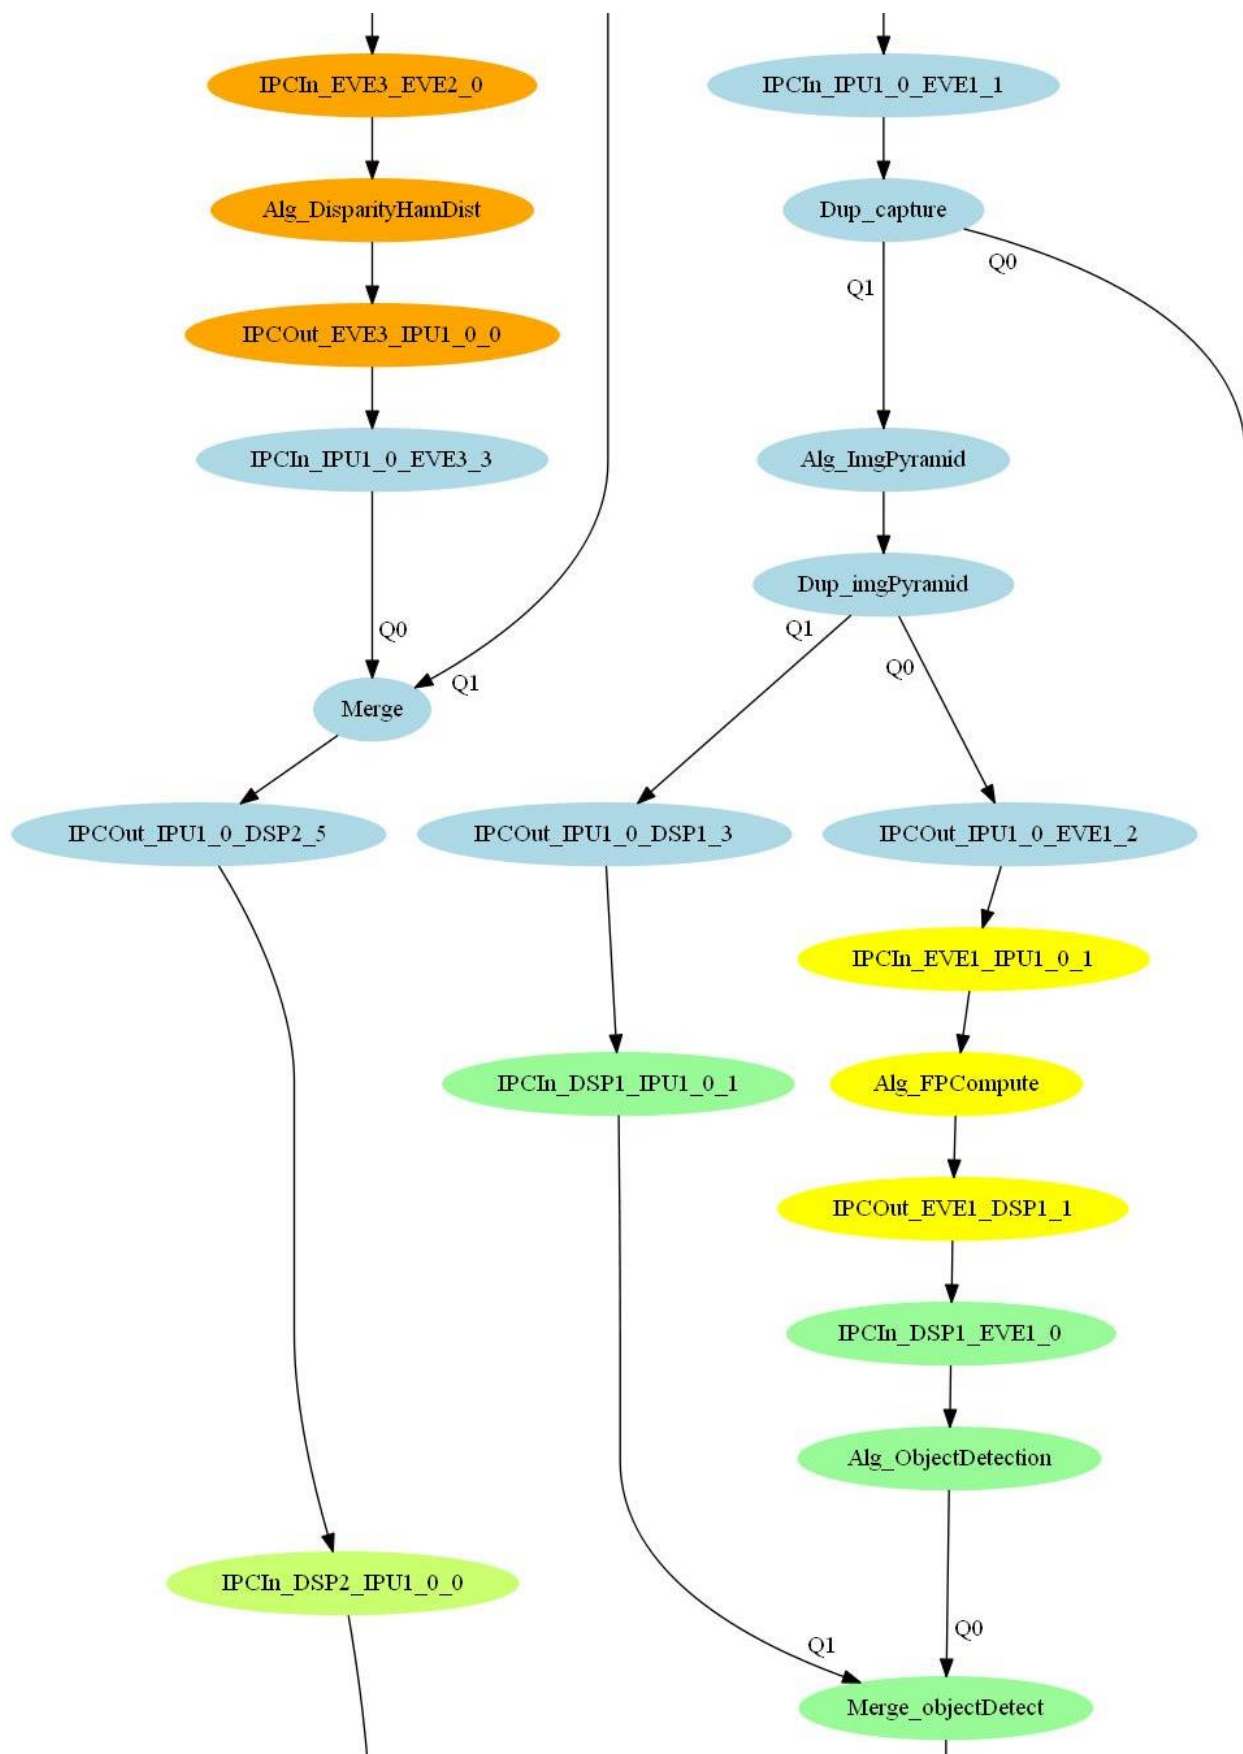 IPCIn_EVE3_EVE2_0
IPCIn_IPU1_0_EVE1_1
Alg_DisparityHamDist
Dup_capture
Q0
Q1
IPCOut_EVE3_IPU1_0_0
IPCIn_IPU1_0_EVE3_3
Alg_ImgPyramid
Dup_imgPyramid
Q0
Q1
Q0
Q1
Merge
IPCOut_IPU1_0_DSP2_5
IPCOut_IPU1_0_DSP1_3
IPCOut_IPU1_0_EVE1_2
IPCIn_EVE1_IPU1_0_1
IPCIn_DSP1_IPU1_0_1
Alg_FPCompute
IPCOut_EVE1_DSP1_1
IPCIn_DSP1_EVE1_0
Alg_ObjectDetection
IPCIn_DSP2_IPU1_0_0
Q1
Q0
Merge_objectDetect